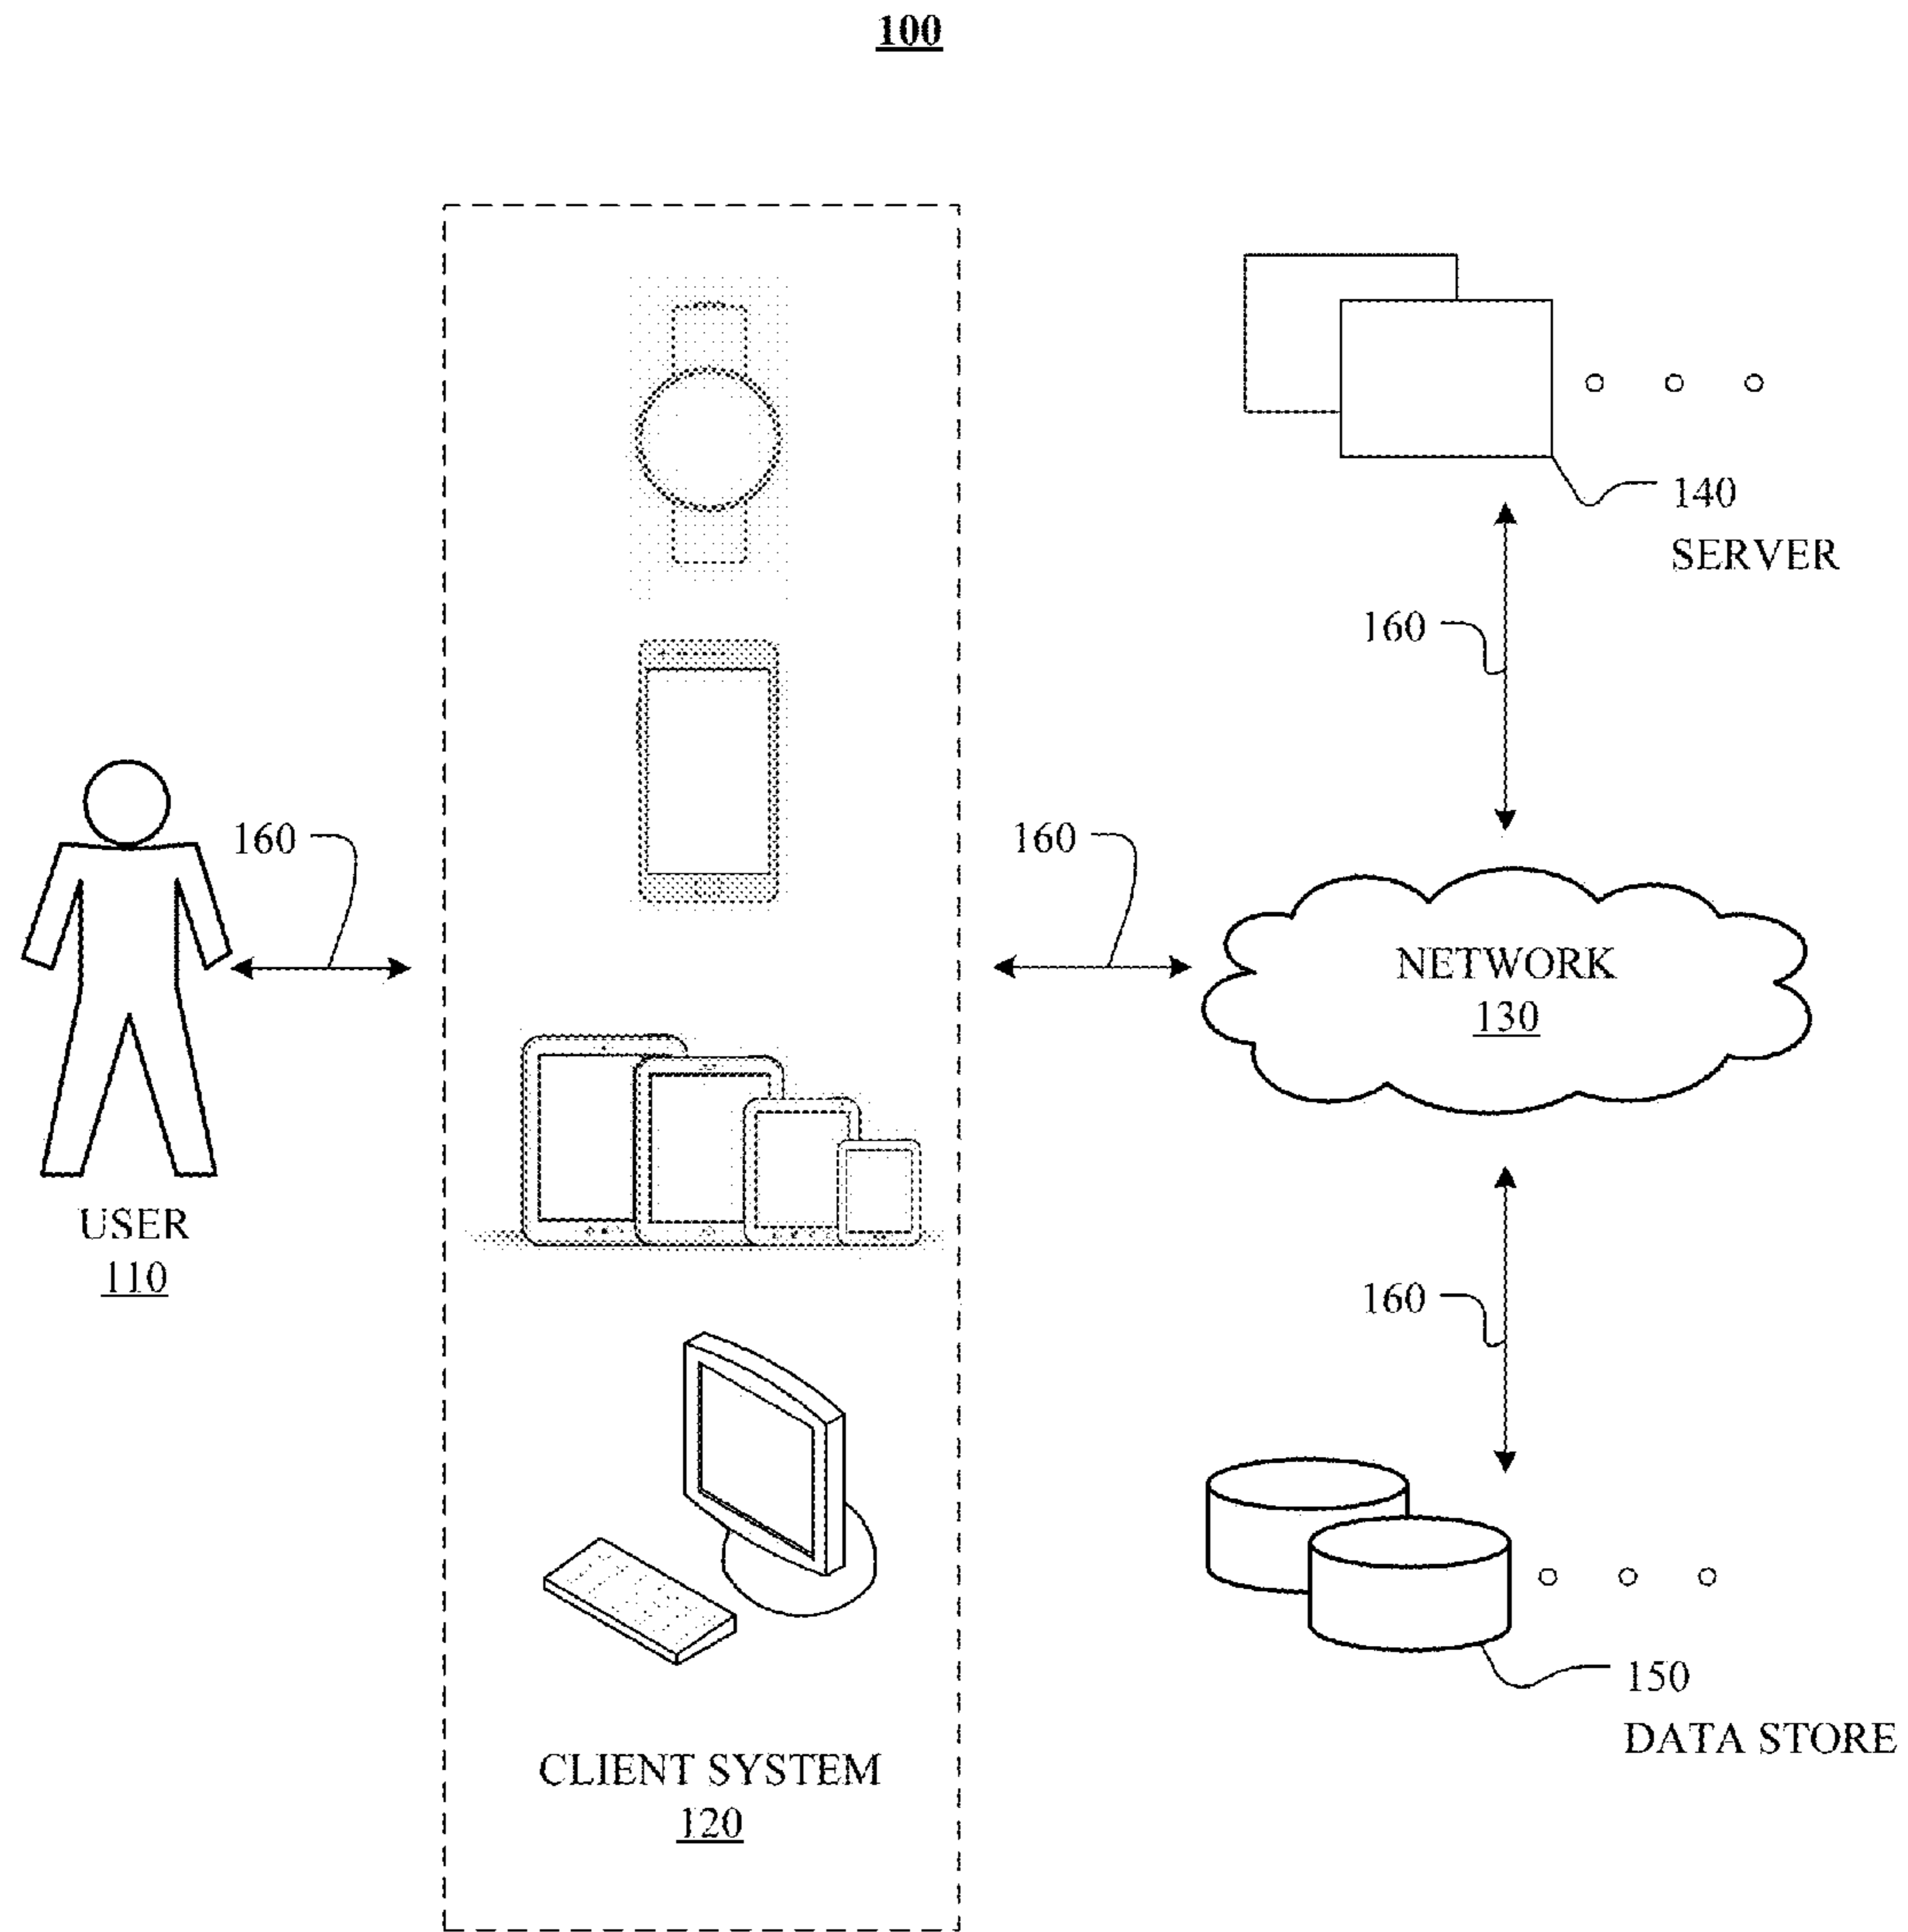 100
140
SERVER
160
160
160
NETWORK
130
USER
110
160
150
DATA STORE
CLIENT SYSTEM
120